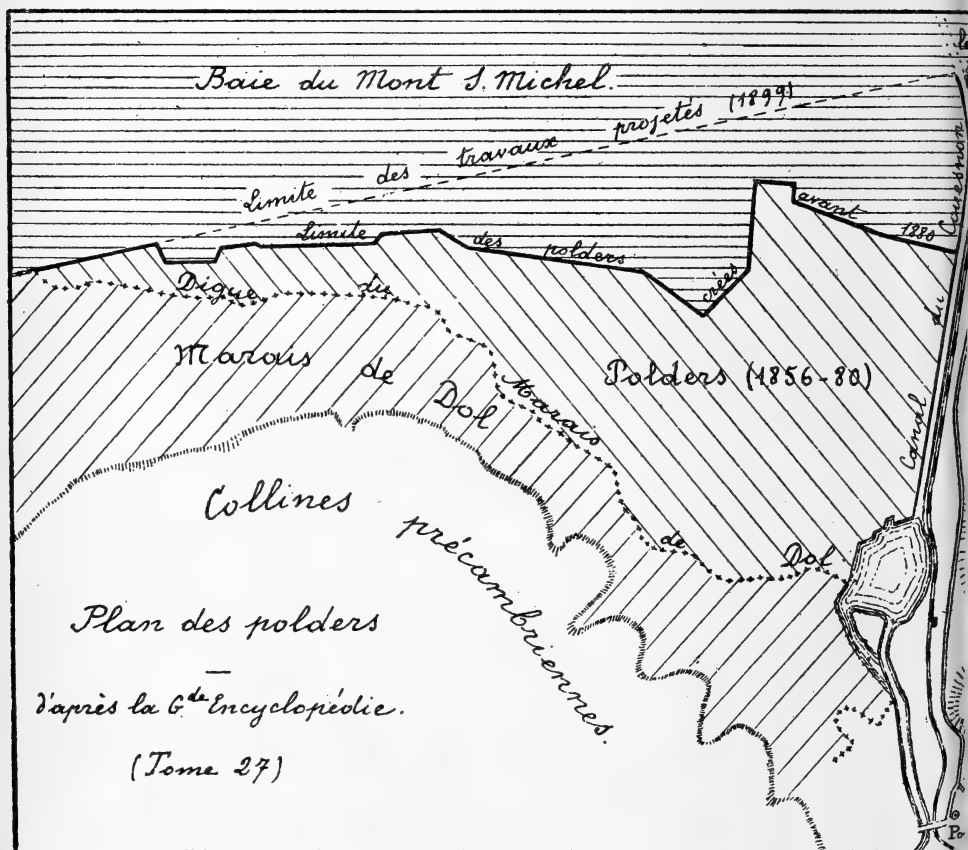 Baie du Mont S. Michel.
Limite des travaux projetés (1899)
Limite des polders créés avant 1880
Digue du Marais de Dol
Marais de Dol
Polders (1856-80)
Canal du Couesnon
Collines précambriennes.
Plan des polders
—
d'après la Gde Encyclopédie.
(Tome 27)